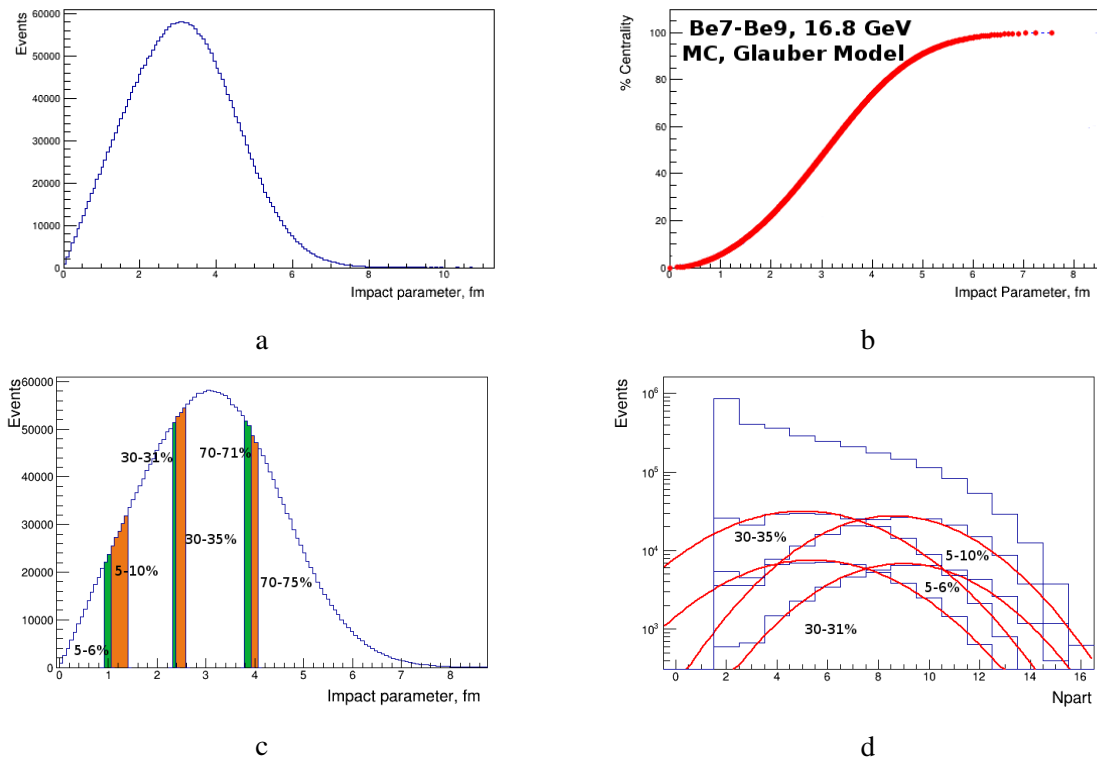 Events
60000
50000
40000
30000
20000
10000
0
0 2 4 6 8 10
Impact parameter, fm
a
% Centrality
100
80
60
40
20
0
Be7-Be9, 16.8 GeV
MC, Glauber Model
0 1 2 3 4 5 6 7 8
Impact Parameter, fm
b
Events
60000
50000
40000
30000
20000
10000
0
30-31%
70-71%
5-10%
30-35%
70-75%
5-6%
0 1 2 3 4 5 6 7 8
Impact parameter, fm
c
Events
10⁶
10⁵
10⁴
10³
30-35%
5-10%
5-6%
30-31%
0 2 4 6 8 10 12 14 16
Npart
d